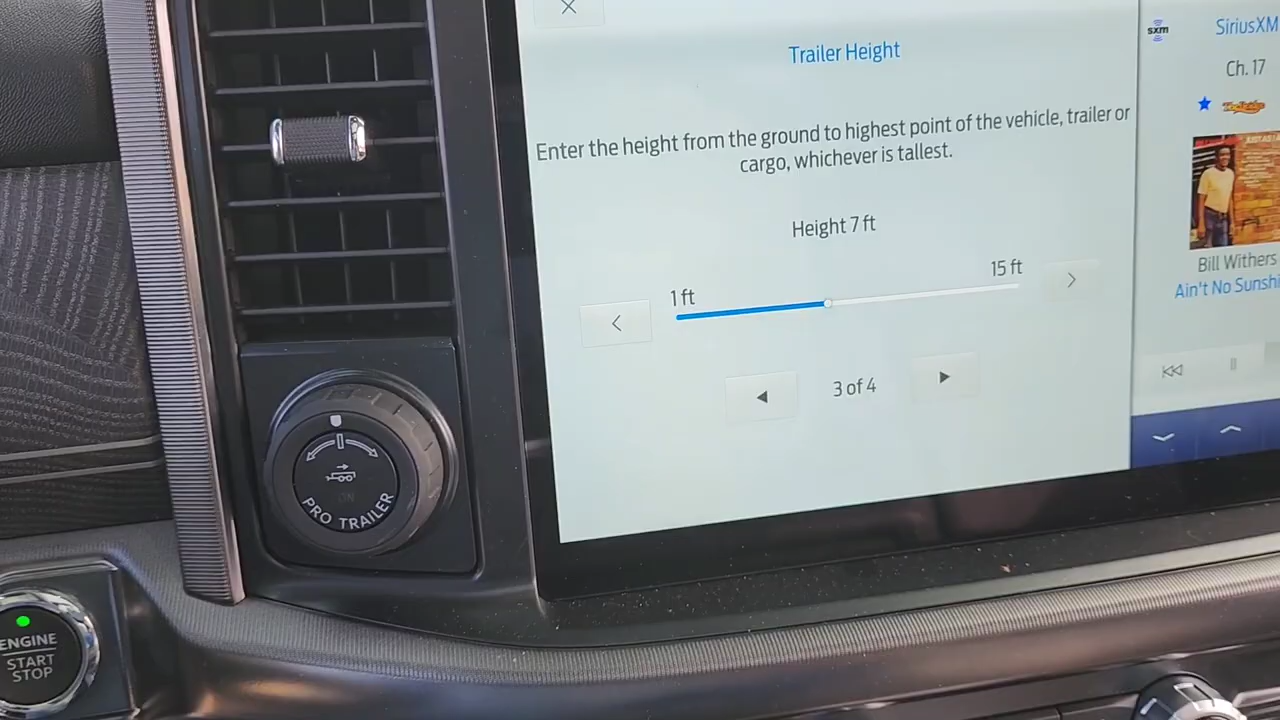 Trailer Height
Enter the height from the ground to highest point of the vehicle, trailer or
cargo, whichever is tallest.
Height 7 ft
1 ft
15 ft
3 of 4
sxm
SiriusXM
Ch. 17
Bill Withers
Ain't No Sunshi
ON
PRO TRAILER
ENGINE
START
STOP